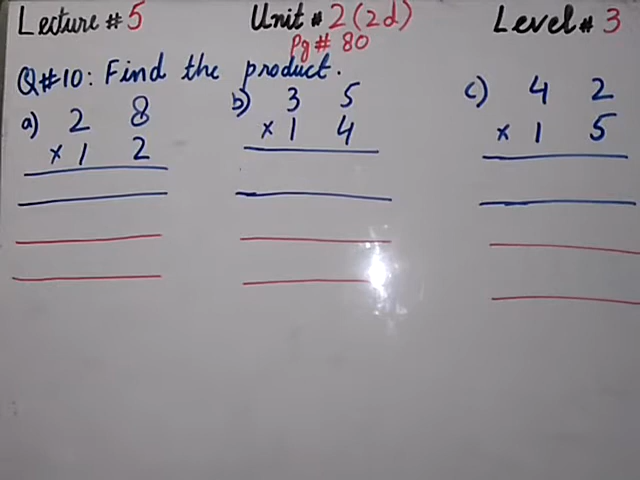 Lecture # 5 Unit # 2 (2d) Level # 3
Pg # 80
Q#10: Find the product.
a) 2 8 b) 3 5 c) 4 2
x 1 2 x 1 4 x 1 5